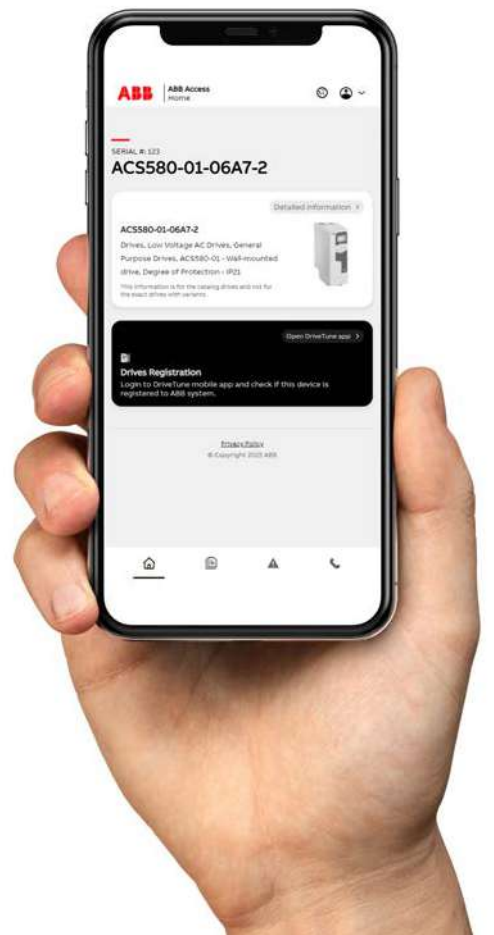 ABB
ABB Access
Home
SERIAL #: 123
ACS580-01-06A7-2
Detailed information >
ACS580-01-06A7-2
Drives, Low Voltage AC Drives, General
Purpose Drives, ACS580-01 - Wall-mounted
drive, Degree of Protection - IP21
This information is for the catalog drives and not for
the exact drives with variants.
Open DriveTune app >
Drives Registration
Login to DriveTune mobile app and check if this device is
registered to ABB system.
Privacy Policy
© Copyright 2025 ABB